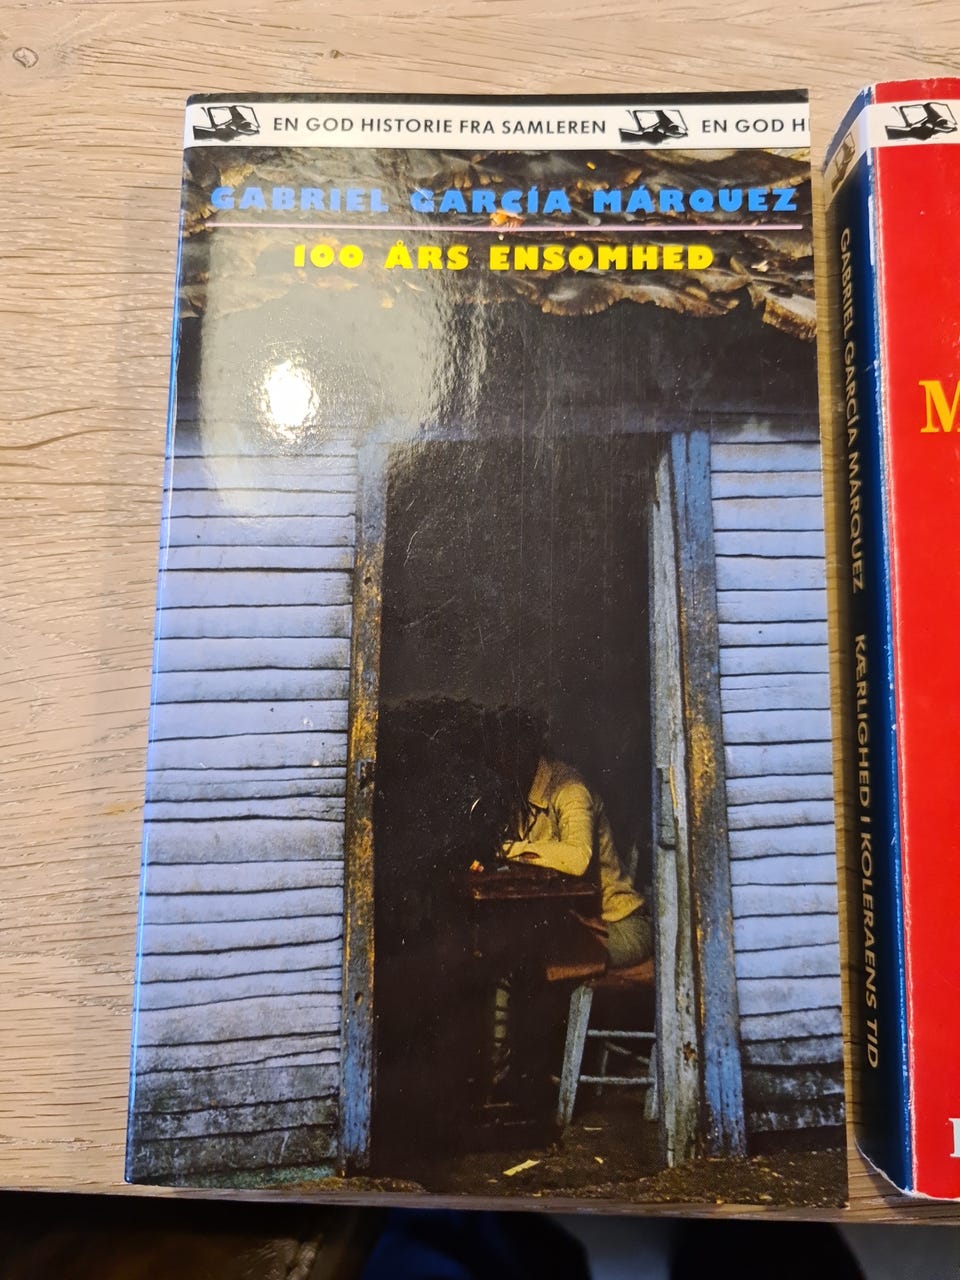 EN GOD HISTORIE FRA SAMLEREN EN GOD
GABRIEL GARCÍA MÁRQUEZ
100 ÅRS ENSOMHED
GABRIEL GARCÍA MÁRQUEZ KÆRLIGHED I KOLERAENS TID
M